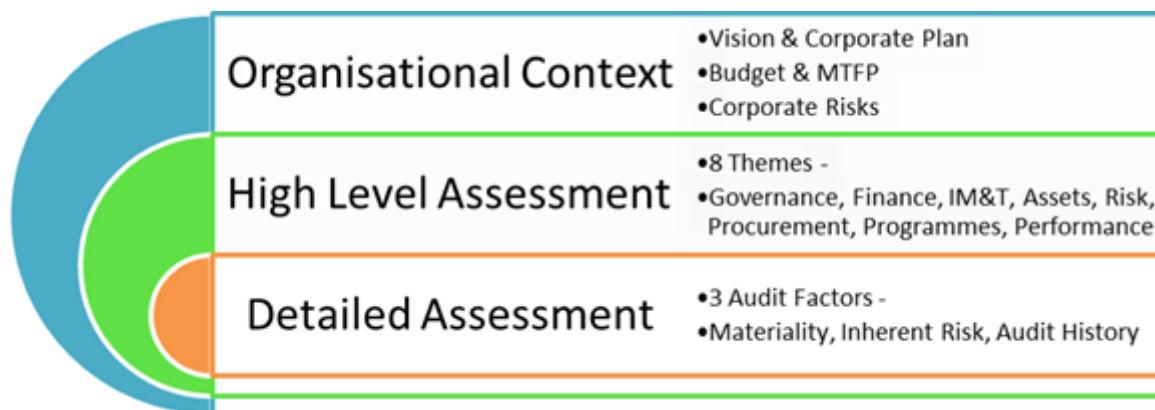 Organisational Context
•Vision & Corporate Plan
•Budget & MTFP
•Corporate Risks
High Level Assessment
•8 Themes -
•Governance, Finance, IM&T, Assets, Risk,
Procurement, Programmes, Performance
Detailed Assessment
•3 Audit Factors -
•Materiality, Inherent Risk, Audit History